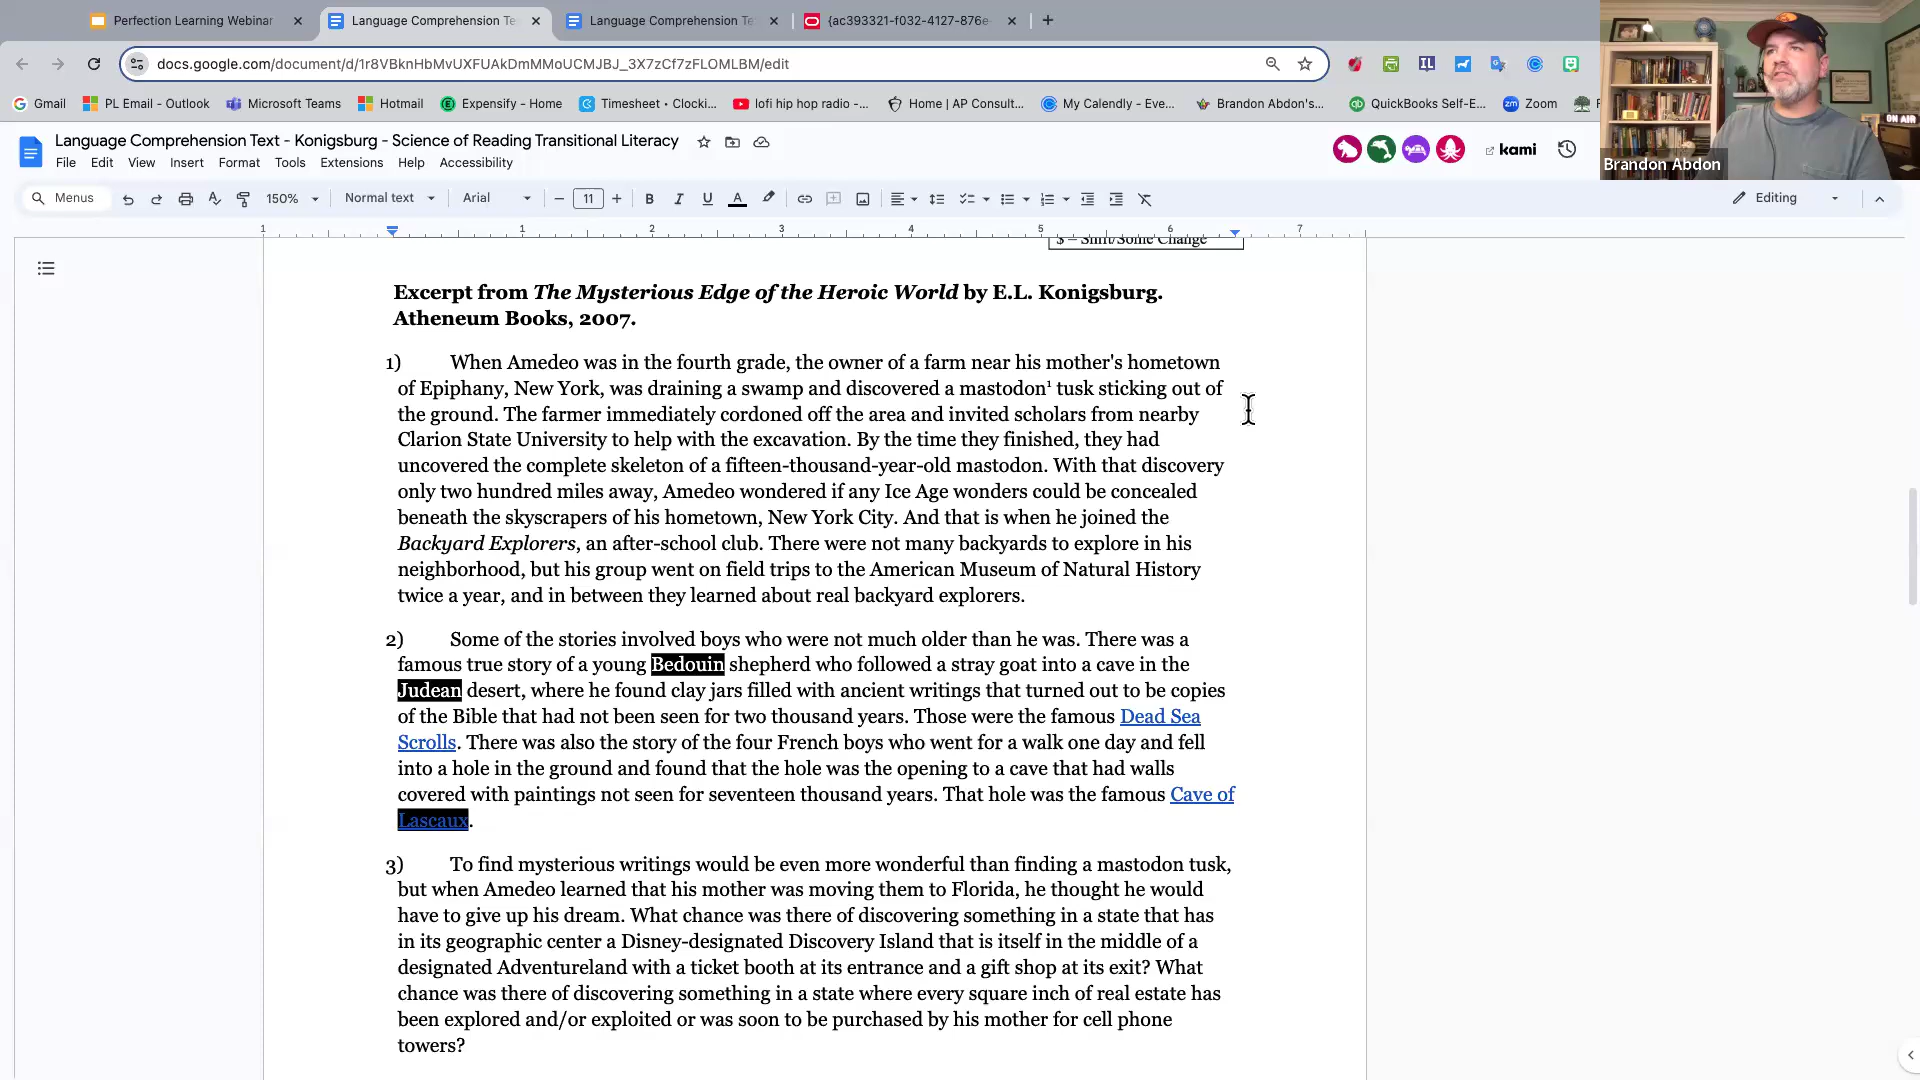 Perfection Learning Webinar
Language Comprehension Te
Language Comprehension Te
{ac393321-f032-4127-876e-
docs.google.com/document/d/1r8VBknHbMvUXFUAkDmMMoUCMJBJ_3X7zCf7zFLOMLBM/edit
Gmail PL Email - Outlook Microsoft Teams Hotmail Expensify - Home Timesheet • Clocki... lofi hip hop radio -... Home | AP Consult... My Calendly - Eve... Brandon Abdon's... QuickBooks Self-E... Zoom
ON AIR
Brandon Abdon
Language Comprehension Text - Konigsburg - Science of Reading Transitional Literacy
File Edit View Insert Format Tools Extensions Help Accessibility
kami
Menus 150% Normal text Arial 11 Editing
1 1 2 3 4 5 6 7
$ – Shift/Some Change
Excerpt from The Mysterious Edge of the Heroic World by E.L. Konigsburg.
Atheneum Books, 2007.
1) When Amedeo was in the fourth grade, the owner of a farm near his mother's hometown
of Epiphany, New York, was draining a swamp and discovered a mastodon¹ tusk sticking out of
the ground. The farmer immediately cordoned off the area and invited scholars from nearby
Clarion State University to help with the excavation. By the time they finished, they had
uncovered the complete skeleton of a fifteen-thousand-year-old mastodon. With that discovery
only two hundred miles away, Amedeo wondered if any Ice Age wonders could be concealed
beneath the skyscrapers of his hometown, New York City. And that is when he joined the
Backyard Explorers, an after-school club. There were not many backyards to explore in his
neighborhood, but his group went on field trips to the American Museum of Natural History
twice a year, and in between they learned about real backyard explorers.
2) Some of the stories involved boys who were not much older than he was. There was a
famous true story of a young Bedouin shepherd who followed a stray goat into a cave in the
Judean desert, where he found clay jars filled with ancient writings that turned out to be copies
of the Bible that had not been seen for two thousand years. Those were the famous Dead Sea
Scrolls. There was also the story of the four French boys who went for a walk one day and fell
into a hole in the ground and found that the hole was the opening to a cave that had walls
covered with paintings not seen for seventeen thousand years. That hole was the famous Cave of
Lascaux.
3) To find mysterious writings would be even more wonderful than finding a mastodon tusk,
but when Amedeo learned that his mother was moving them to Florida, he thought he would
have to give up his dream. What chance was there of discovering something in a state that has
in its geographic center a Disney-designated Discovery Island that is itself in the middle of a
designated Adventureland with a ticket booth at its entrance and a gift shop at its exit? What
chance was there of discovering something in a state where every square inch of real estate has
been explored and/or exploited or was soon to be purchased by his mother for cell phone
towers?